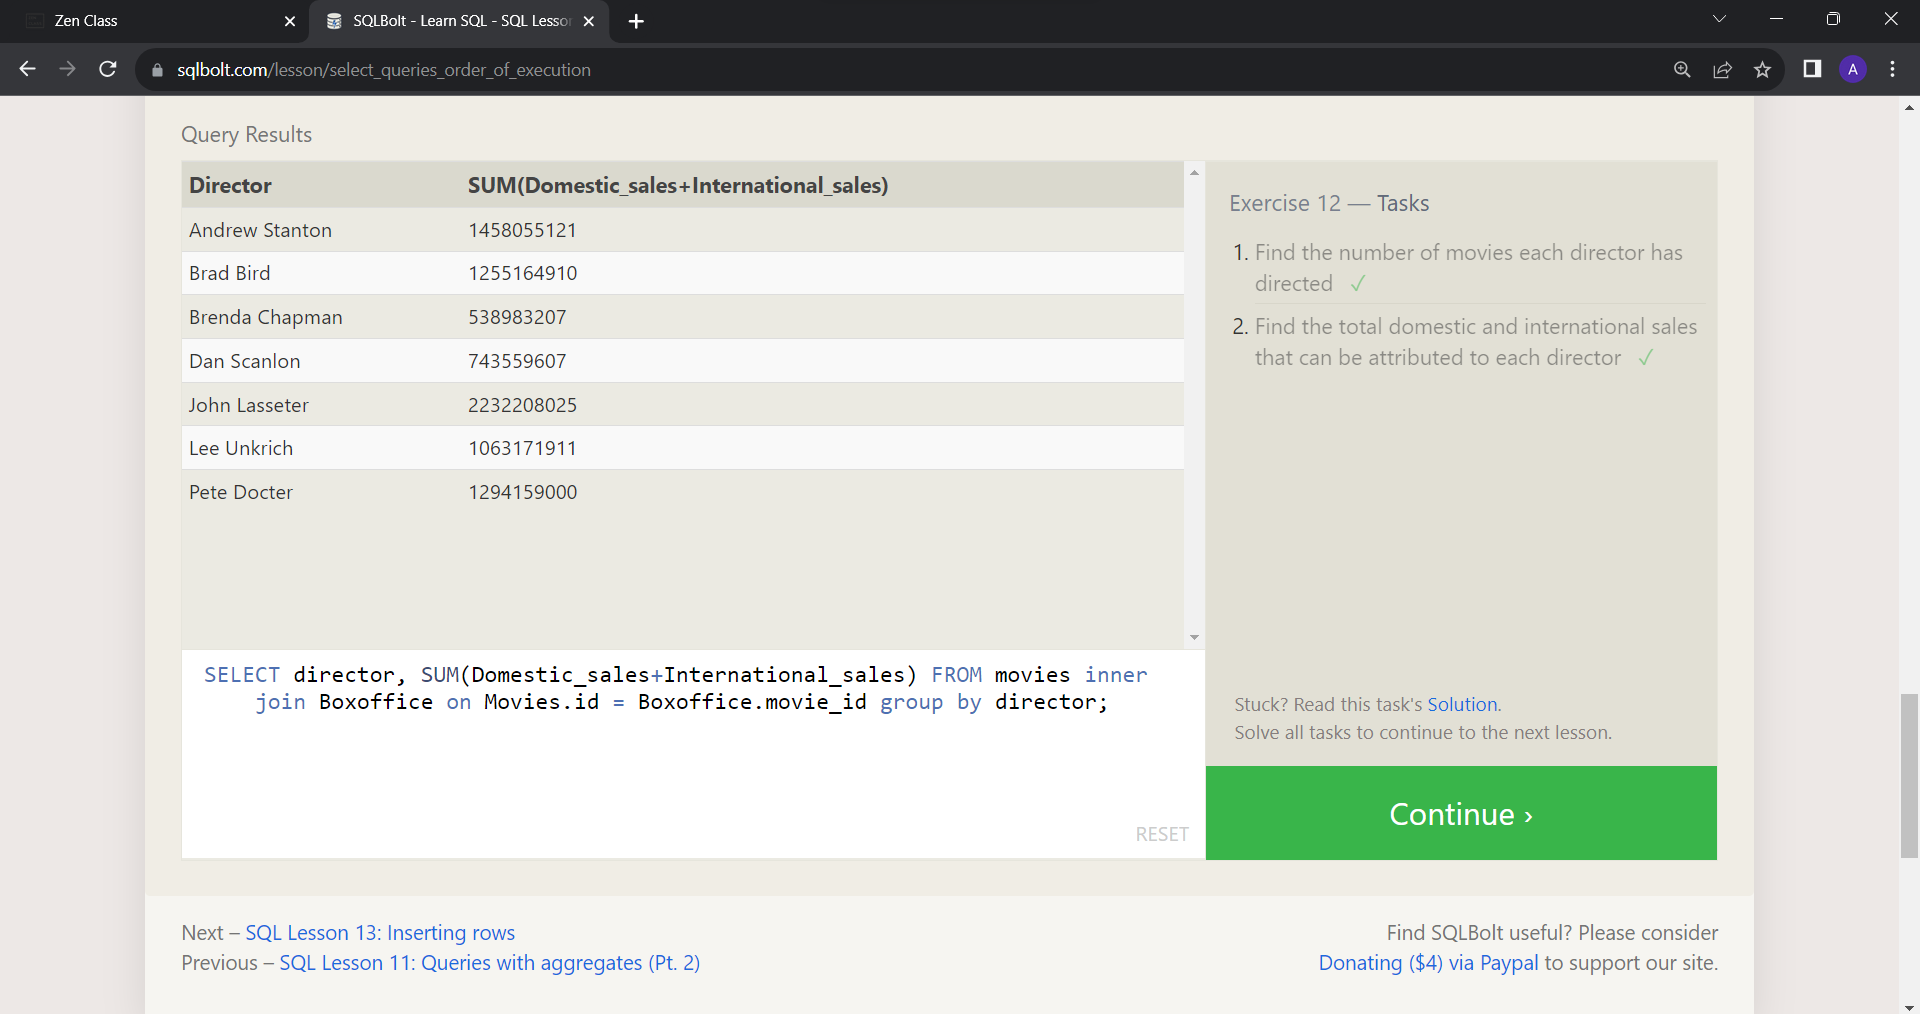 Zen Class
SQLBolt - Learn SQL - SQL Lesso
sqlbolt.com/lesson/select_queries_order_of_execution
A
Query Results
Director SUM(Domestic_sales+International_sales)
Andrew Stanton 1458055121
Brad Bird 1255164910
Brenda Chapman 538983207
Dan Scanlon 743559607
John Lasseter 2232208025
Lee Unkrich 1063171911
Pete Docter 1294159000
SELECT director, SUM(Domestic_sales+International_sales) FROM movies inner
join Boxoffice on Movies.id = Boxoffice.movie_id group by director;
RESET
Exercise 12 — Tasks
1. Find the number of movies each director has
directed ✓
2. Find the total domestic and international sales
that can be attributed to each director ✓
Stuck? Read this task's Solution.
Solve all tasks to continue to the next lesson.
Continue ›
Next – SQL Lesson 13: Inserting rows
Previous – SQL Lesson 11: Queries with aggregates (Pt. 2)
Find SQLBolt useful? Please consider
Donating ($4) via Paypal to support our site.